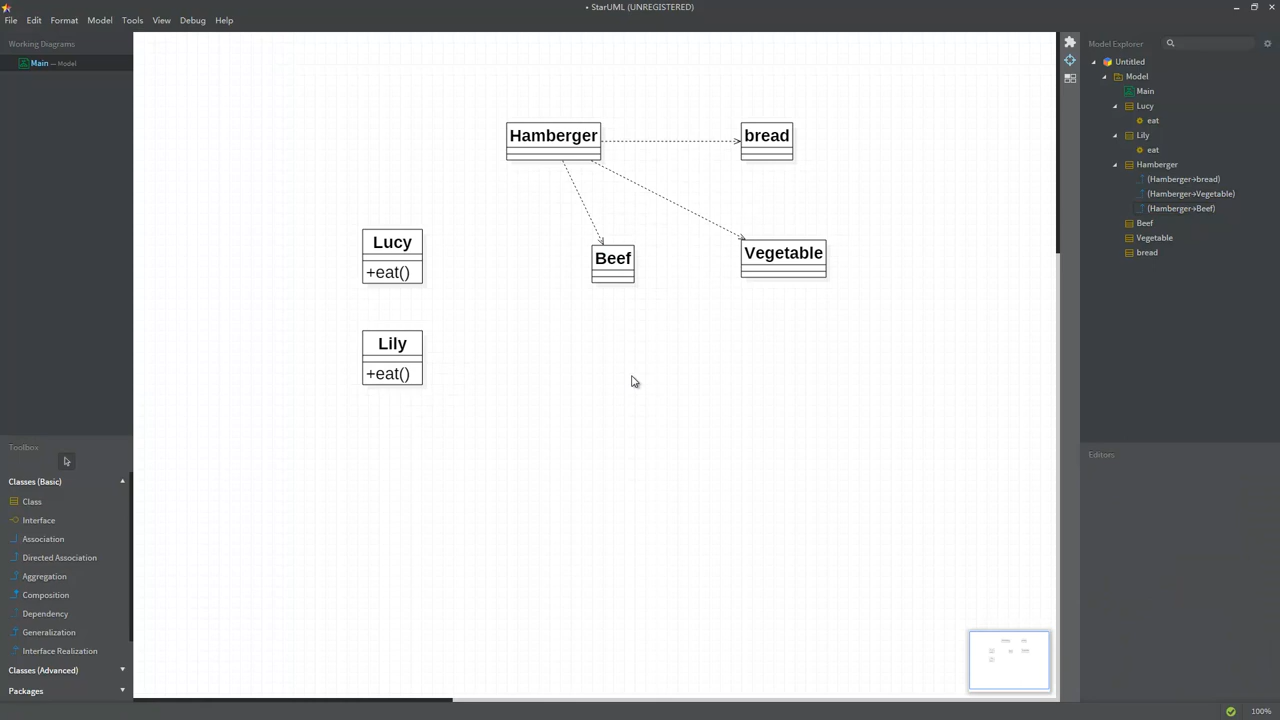 • StarUML (UNREGISTERED)
File Edit Format Model Tools View Debug Help
Working Diagrams
Main — Model
Toolbox
Classes (Basic)
Class
Interface
Association
Directed Association
Aggregation
Composition
Dependency
Generalization
Interface Realization
Classes (Advanced)
Packages
Hamberger
bread
Lucy
+eat()
Beef
Vegetable
Lily
+eat()
Model Explorer
Untitled
Model
Main
Lucy
eat
Lily
eat
Hamberger
(Hamberger→bread)
(Hamberger→Vegetable)
(Hamberger→Beef)
Beef
Vegetable
bread
Editors
100%